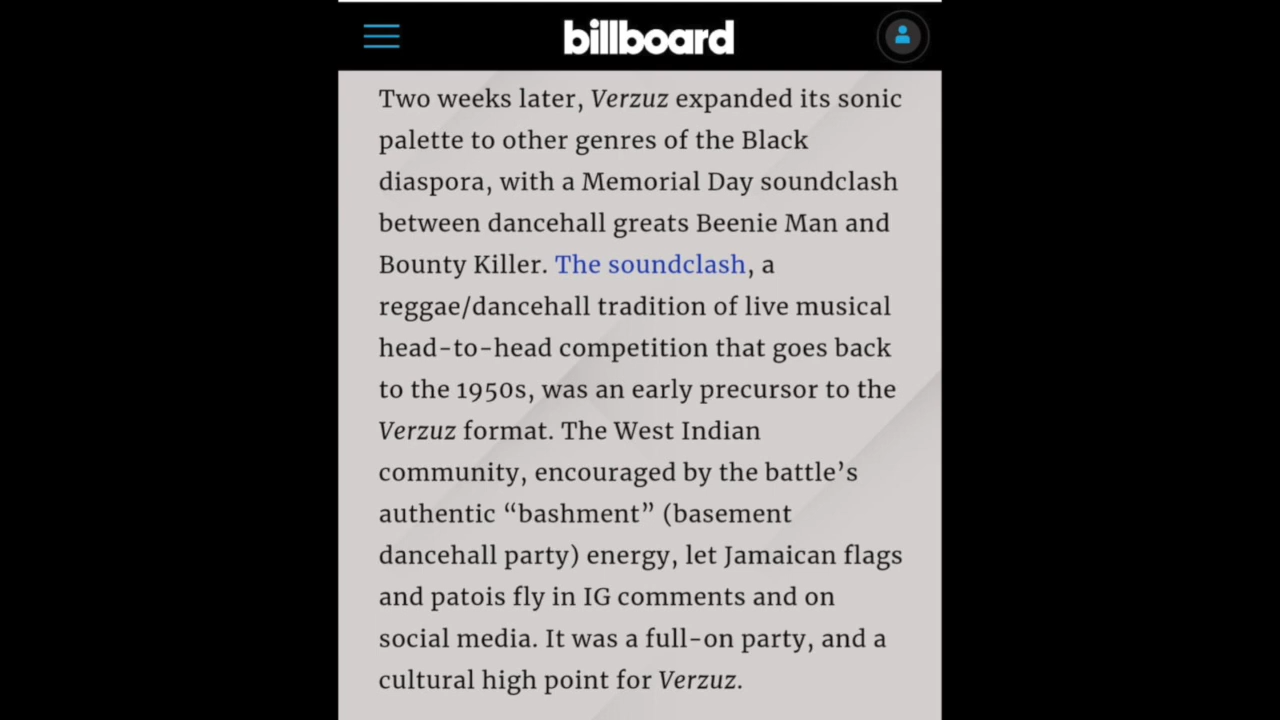 billboard
Two weeks later, Verzuz expanded its sonic
palette to other genres of the Black
diaspora, with a Memorial Day soundclash
between dancehall greats Beenie Man and
Bounty Killer. The soundclash, a
reggae/dancehall tradition of live musical
head-to-head competition that goes back
to the 1950s, was an early precursor to the
Verzuz format. The West Indian
community, encouraged by the battle’s
authentic “bashment” (basement
dancehall party) energy, let Jamaican flags
and patois fly in IG comments and on
social media. It was a full-on party, and a
cultural high point for Verzuz.